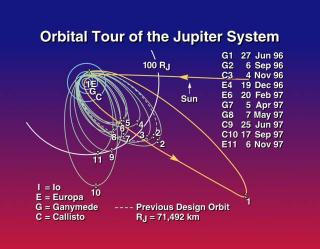 Orbital Tour of the Jupiter System
100 RJ
G1 27 Jun 96
G2 6 Sep 96
C3 4 Nov 96
E4 19 Dec 96
E6 20 Feb 97
G7 5 Apr 97
G8 7 May 97
C9 25 Jun 97
C10 17 Sep 97
E11 6 Nov 97
I
E
G
C
Sun
5
4
6
3
2
8
7
2
11
9
10
1
I = Io
E = Europa
G = Ganymede
C = Callisto
Previous Design Orbit
RJ = 71,492 km